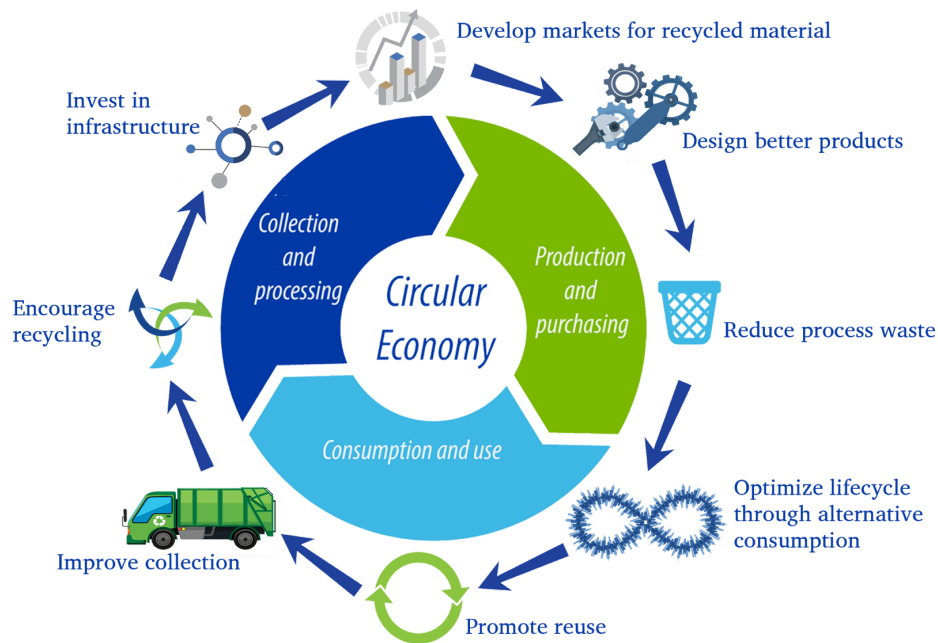 Develop markets for recycled material
Invest in
infrastructure
Design better products
Collection
and
processing
Production
and
purchasing
Circular
Economy
Encourage
recycling
Reduce process waste
Consumption and use
Optimize lifecycle
through alternative
consumption
Improve collection
Promote reuse